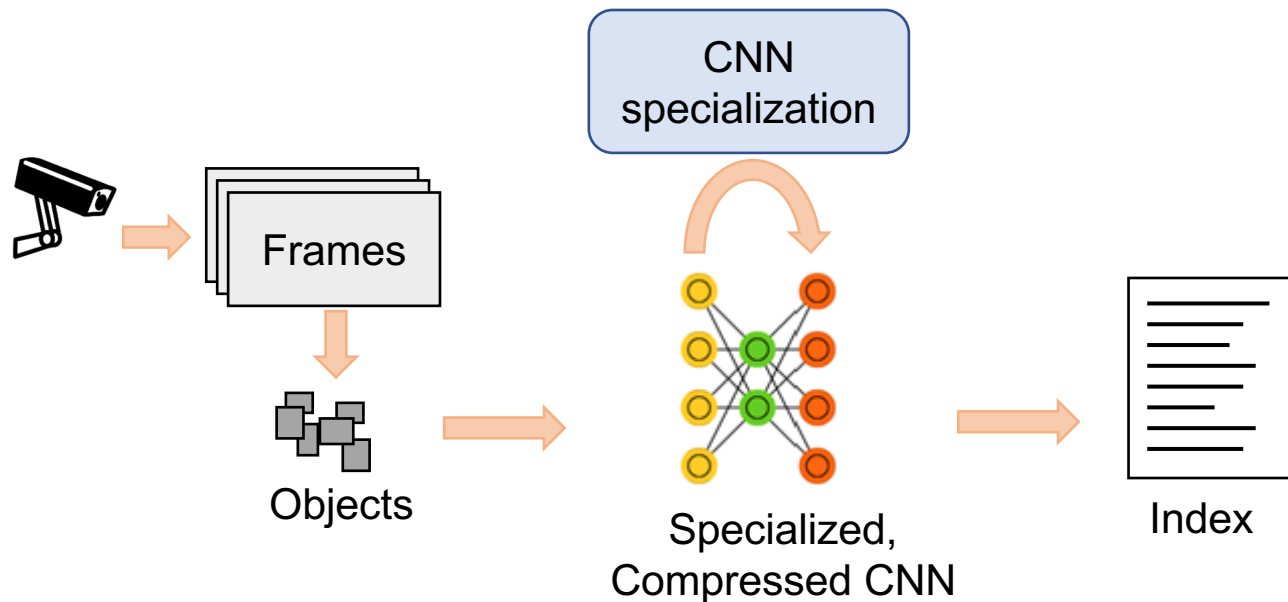 CNN
specialization
Frames
Objects
Specialized,
Compressed CNN
Index